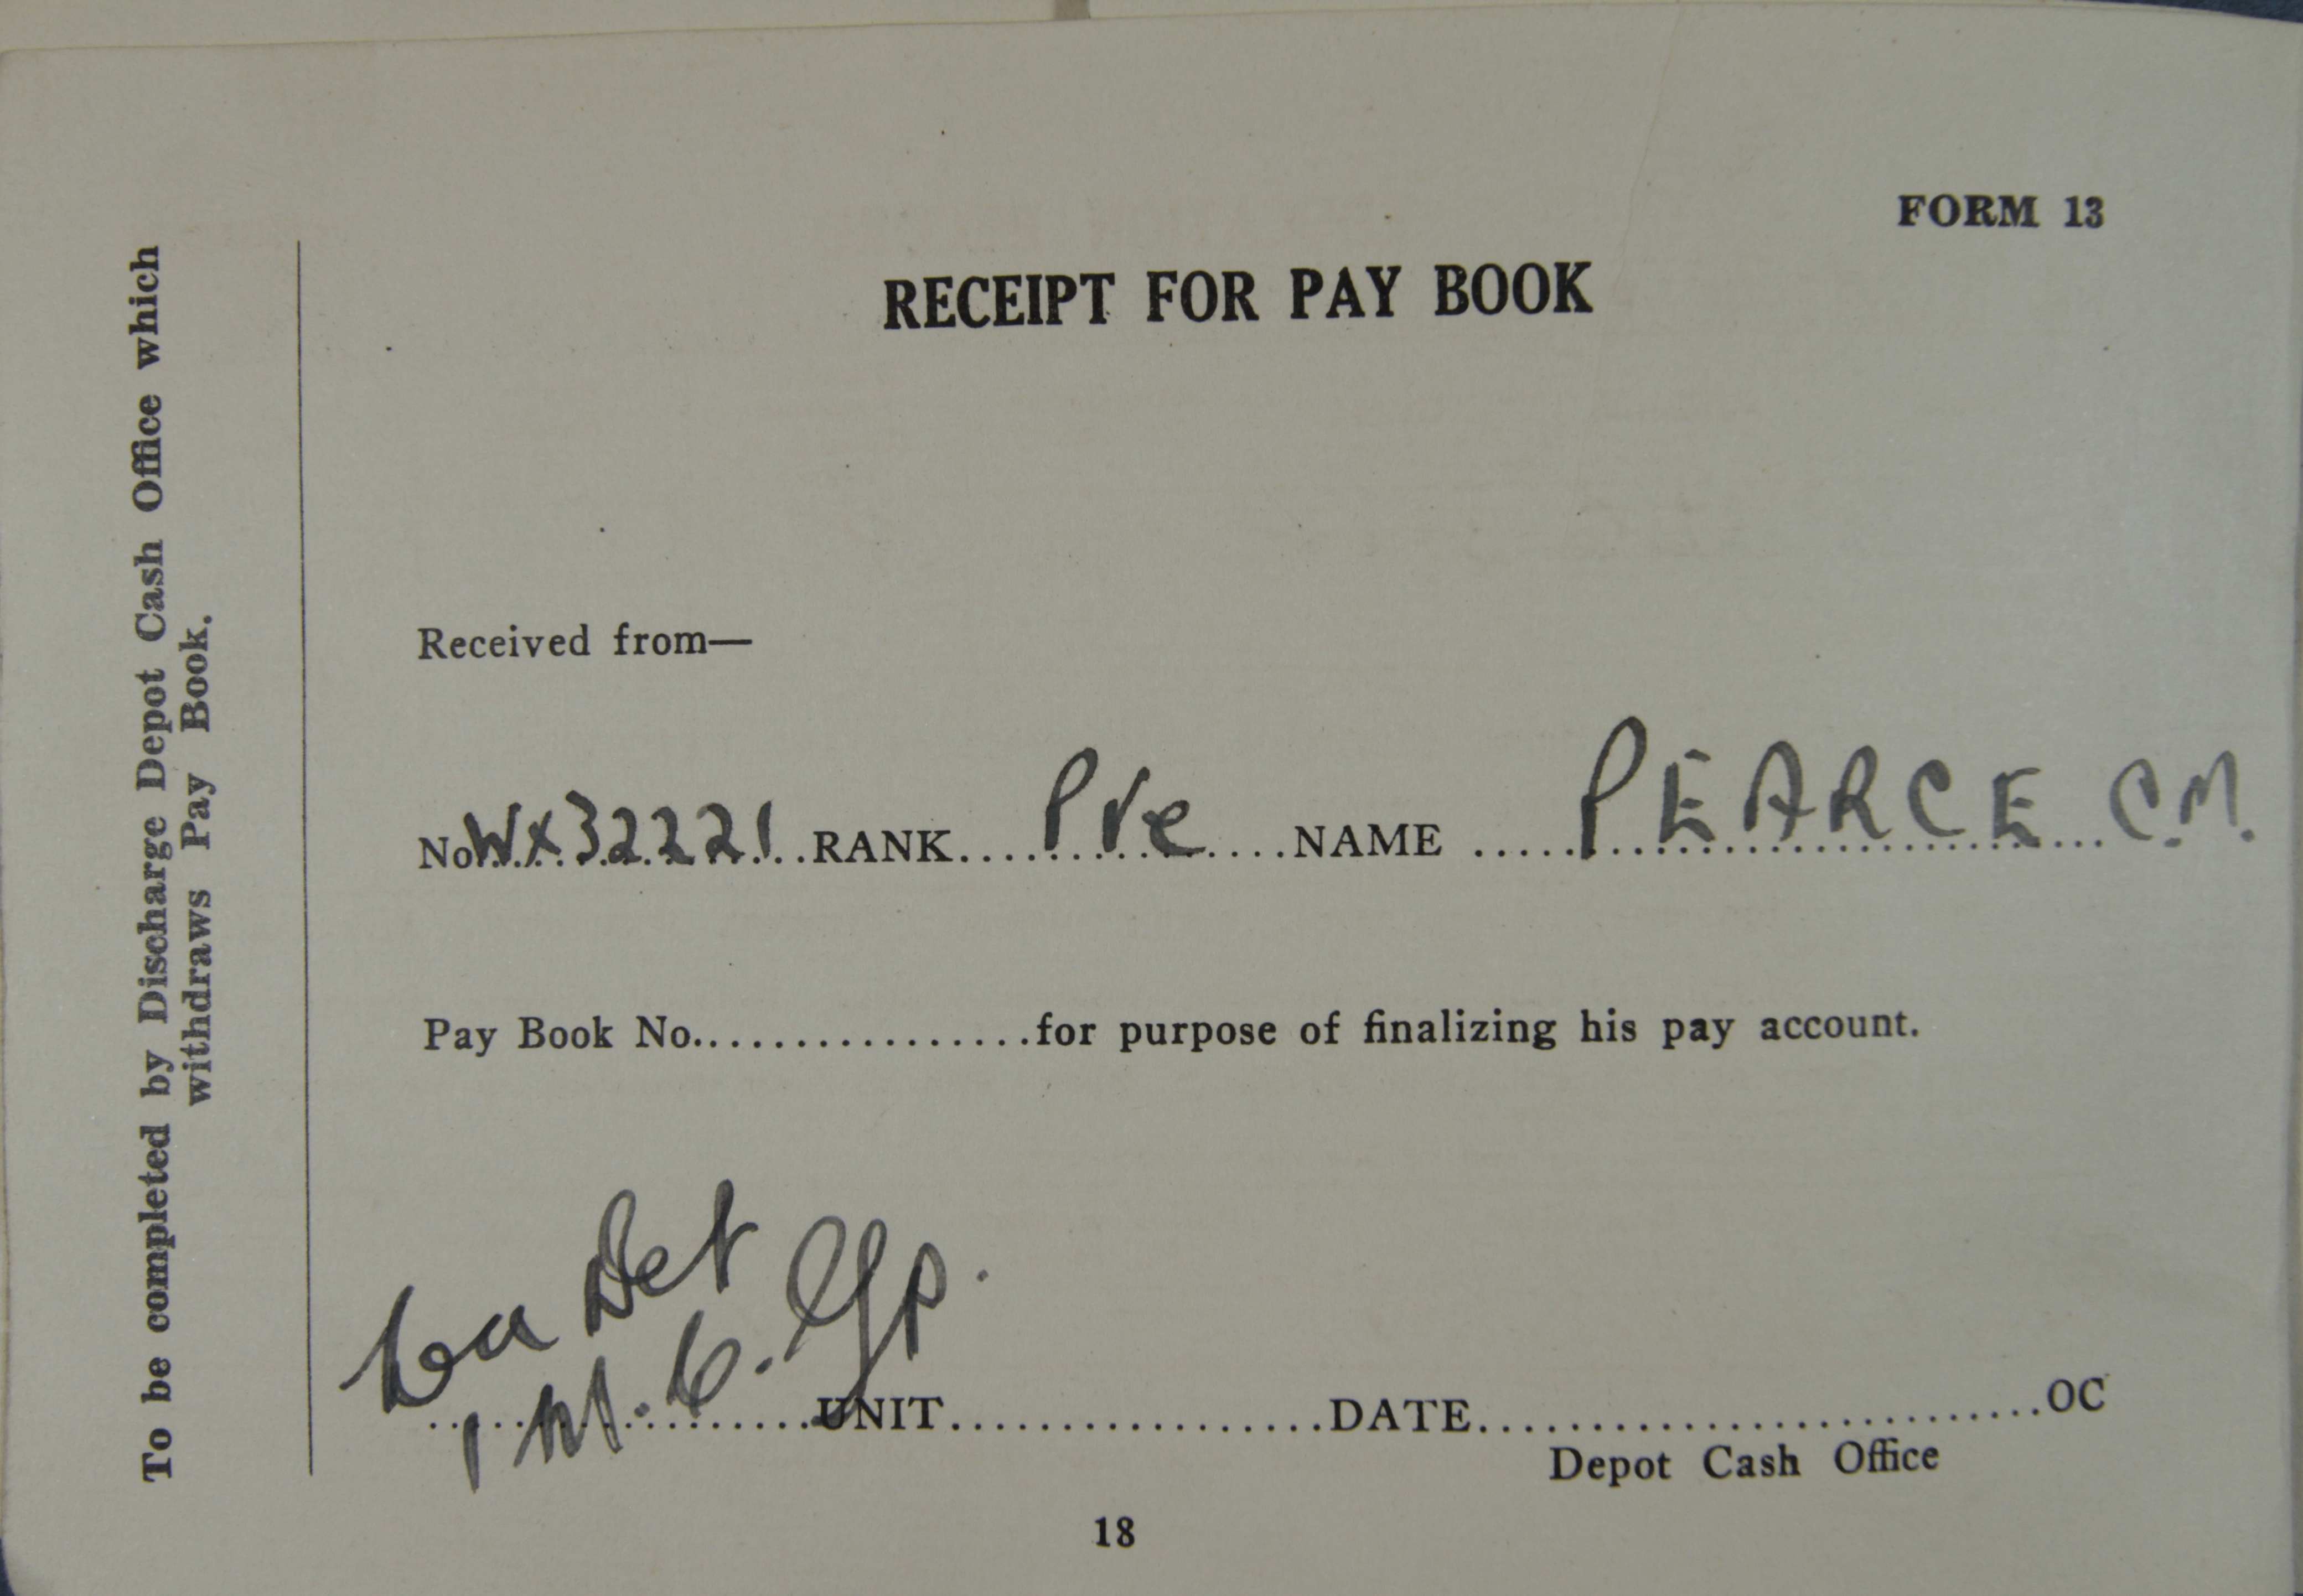 FORM 13
RECEIPT FOR PAY BOOK
To be completed by Discharge Depot Cash Office which
withdraws Pay Book.
Received from—
No. WX32221 RANK Pte NAME PEARCE C.M.
Pay Book No.................for purpose of finalizing his pay account.
Det
1 M. C. Gp.
UNIT...................DATE............................OC
Depot Cash Office
18